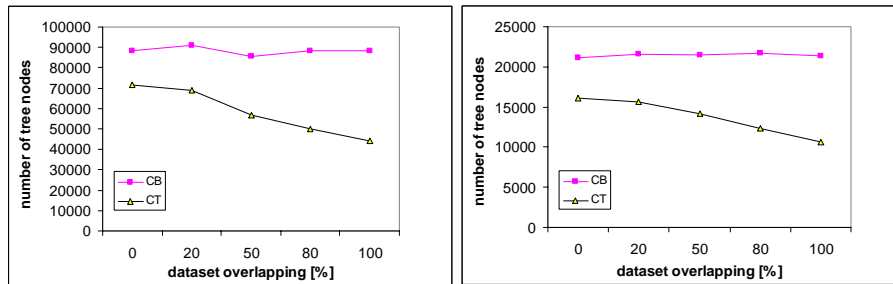 number of tree nodes
100000
90000
80000
70000
60000
50000
40000
30000
20000
10000
0
CB
CT
0 20 50 80 100
dataset overlapping [%]
number of tree nodes
25000
20000
15000
10000
5000
0
CB
CT
0 20 50 80 100
dataset overlapping [%]